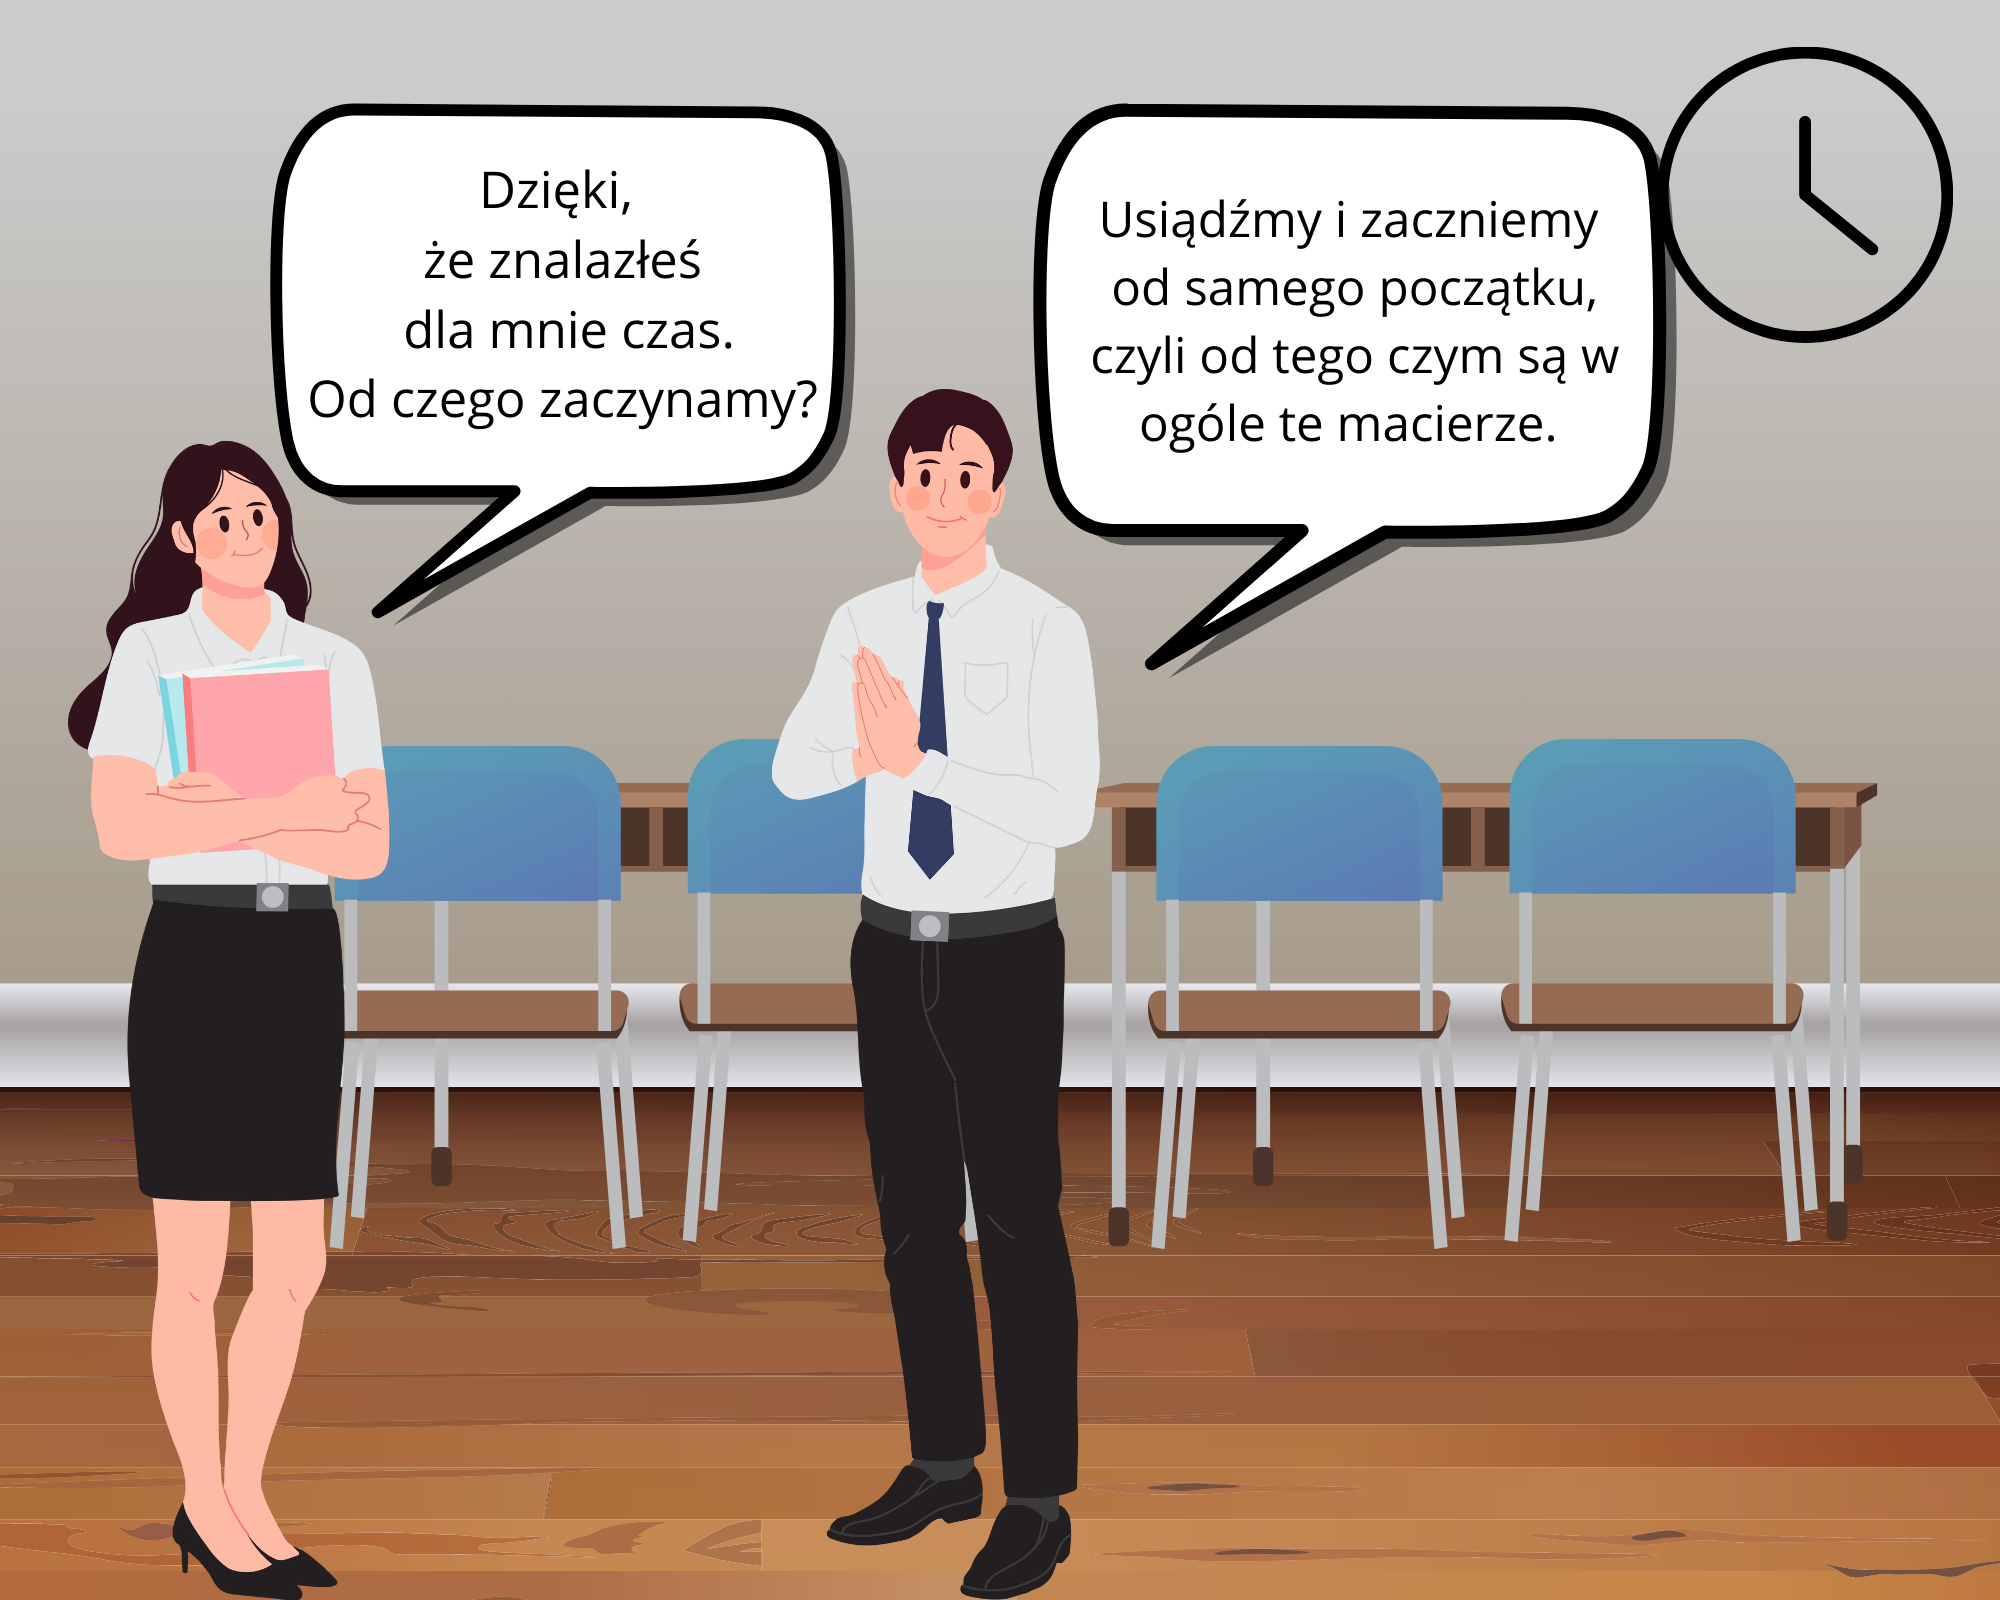 Dzięki,
że znalazłeś
dla mnie czas.
Od czego zaczynamy?
Usiądźmy i zaczniemy
od samego początku,
czyli od tego czym są w
ogóle te macierze.